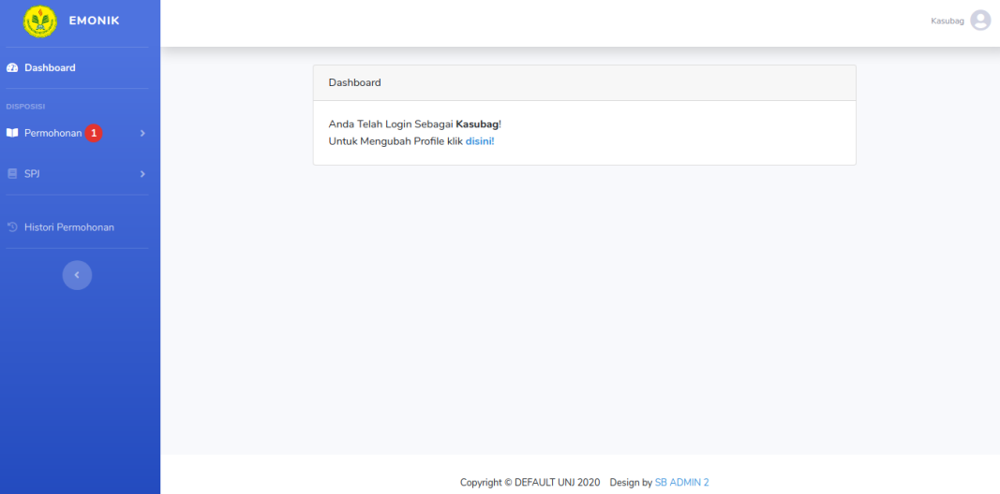 EMONIK
Kasubag
Dashboard
DISPOSISI
Permohonan 1
SPJ
Histori Permohonan
Dashboard
Anda Telah Login Sebagai Kasubag!
Untuk Mengubah Profile klik disini!
Copyright © DEFAULT UNJ 2020 Design by SB ADMIN 2